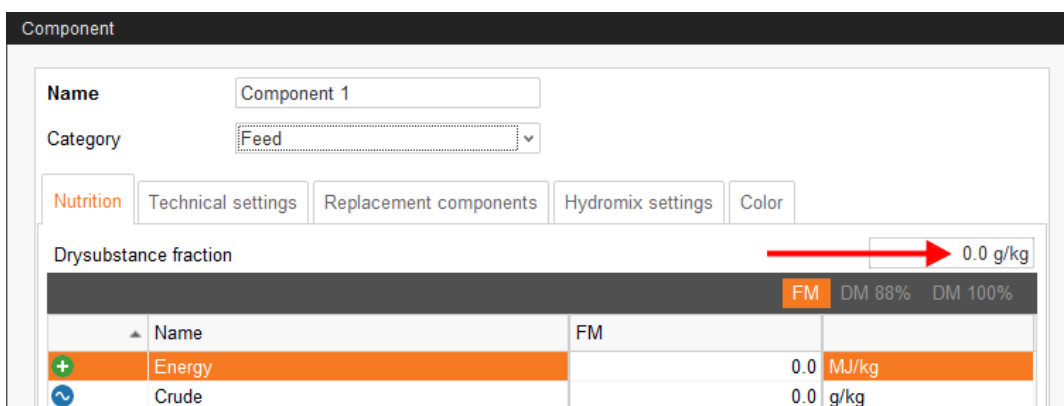 Component
Name Component 1
Category Feed
Nutrition Technical settings Replacement components Hydromix settings Color
Drysubstance fraction 0.0 g/kg
FM DM 88% DM 100%
Name FM
Energy 0.0 MJ/kg
Crude 0.0 g/kg